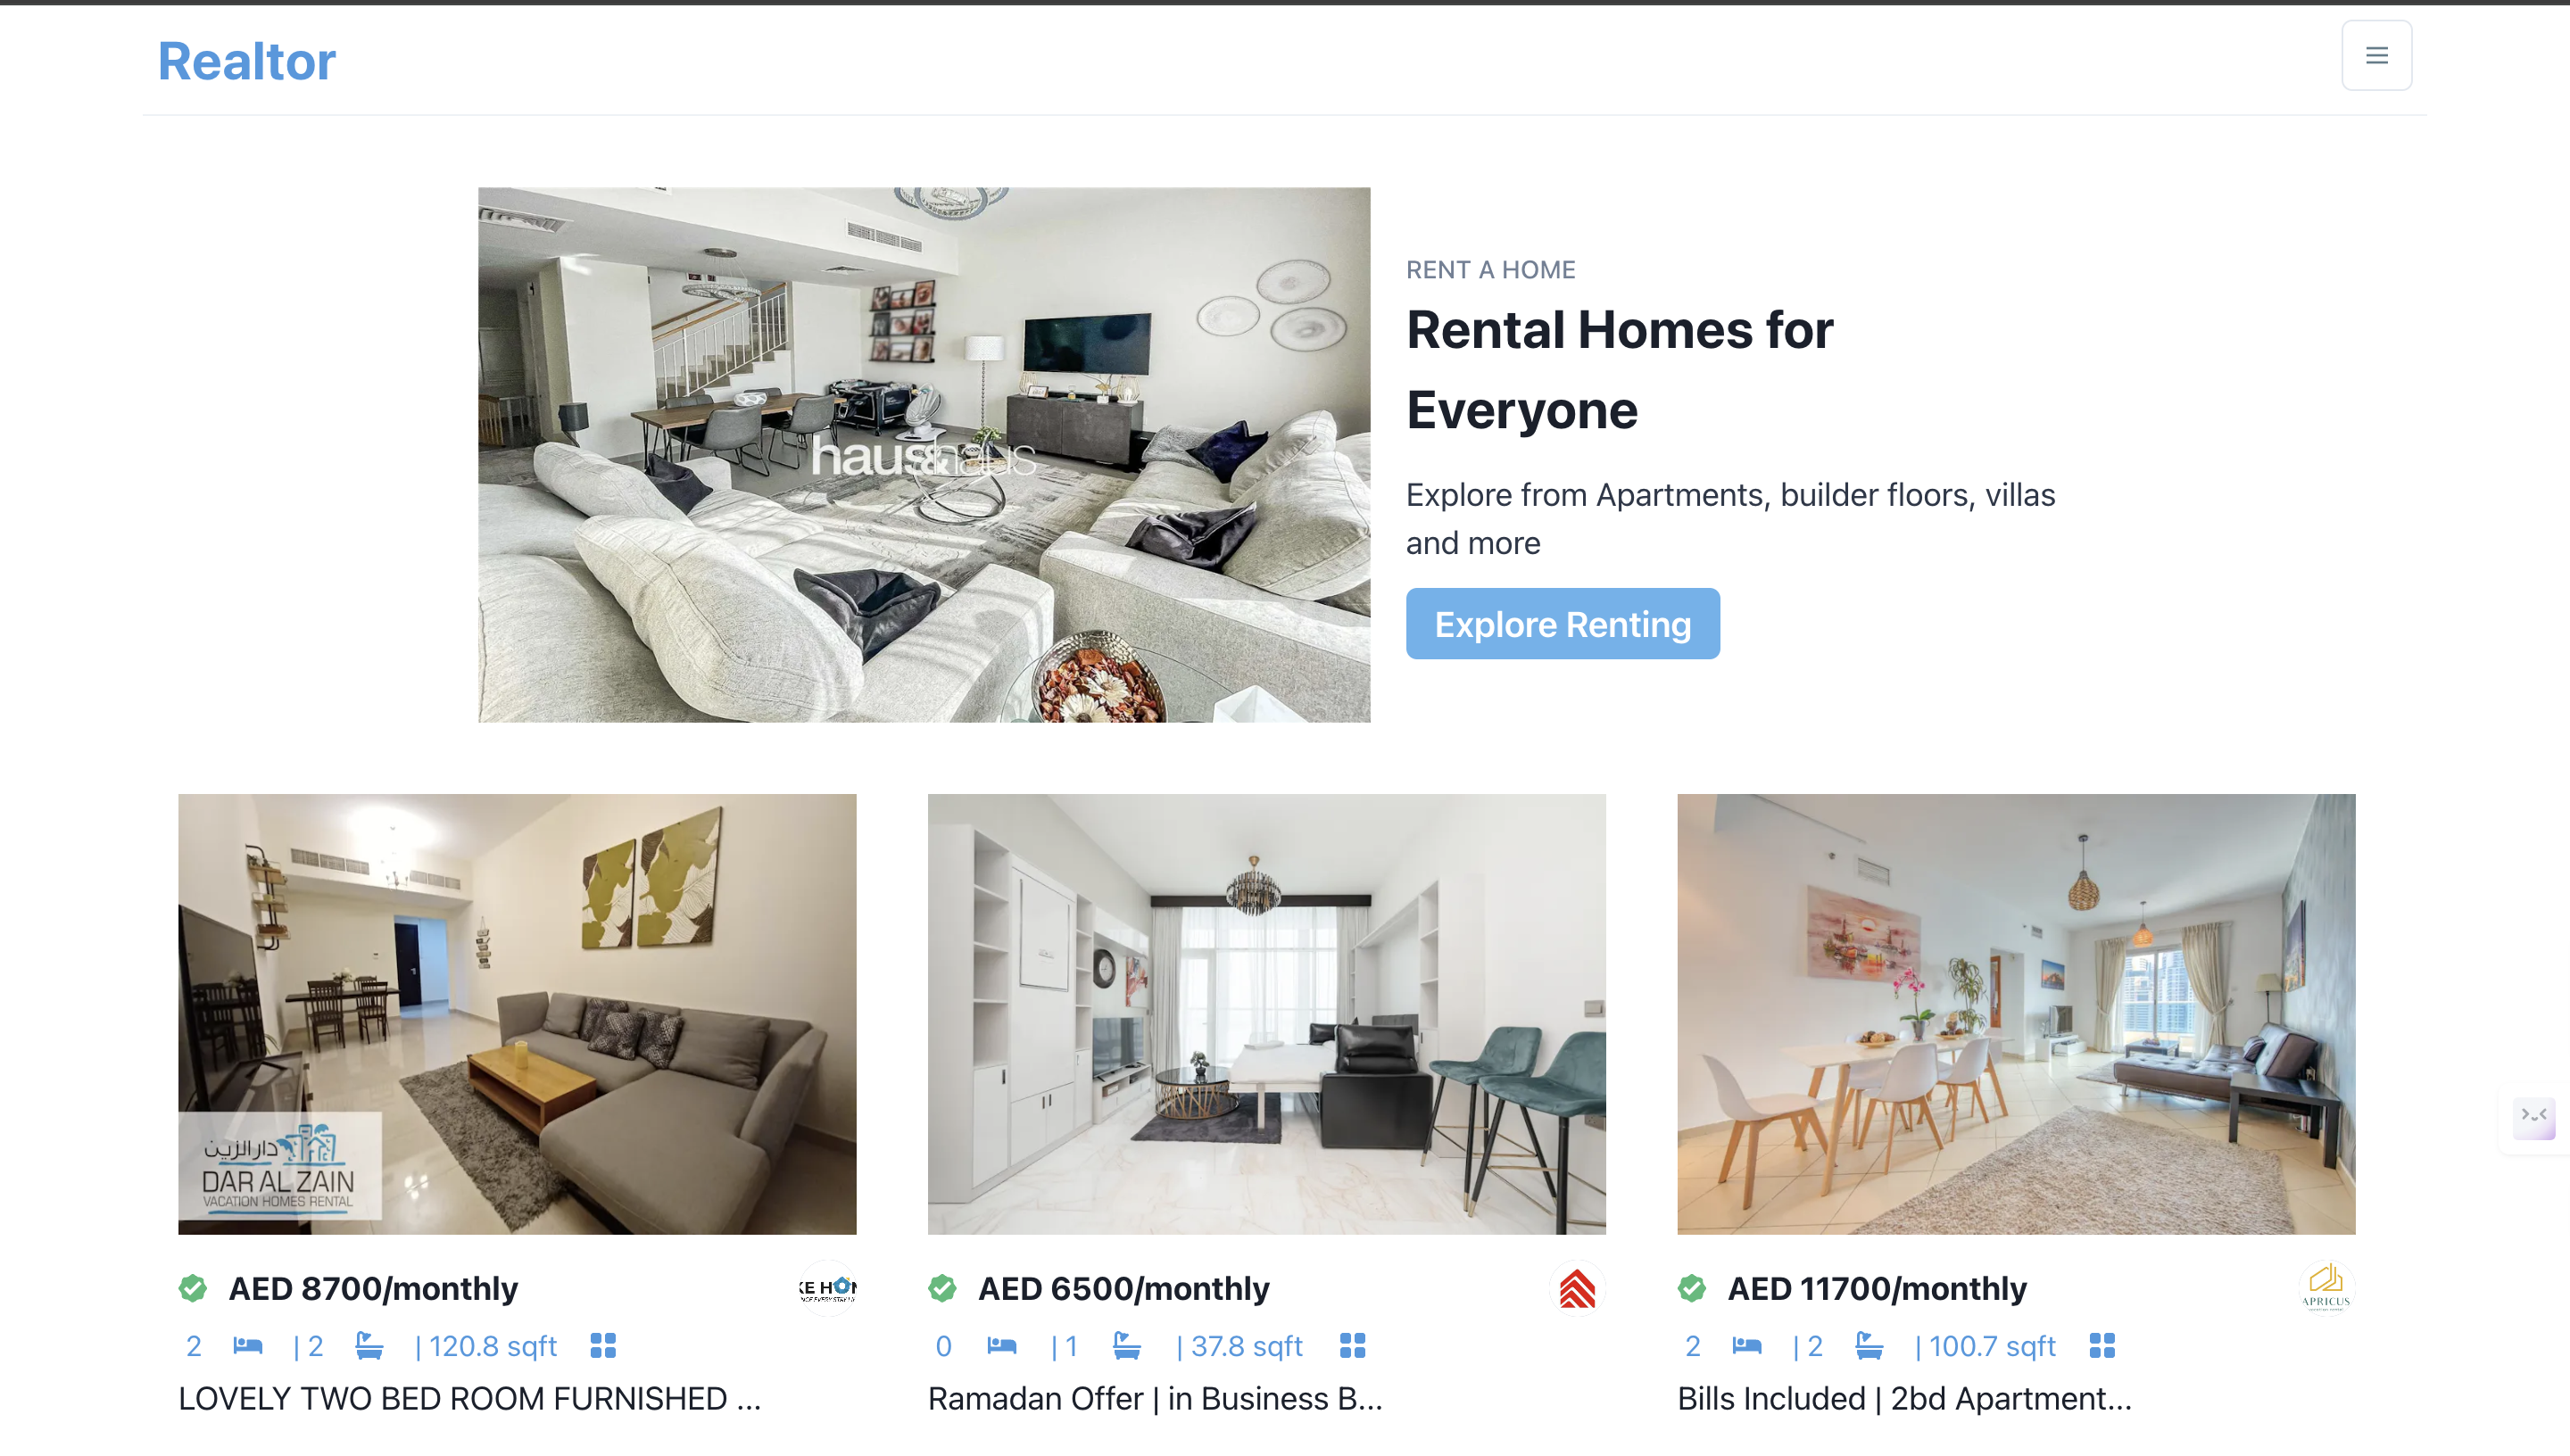 Realtor
RENT A HOME
Rental Homes for
Everyone
Explore from Apartments, builder floors, villas
and more
Explore Renting
haus&haus
دار الزين
DAR AL ZAIN
VACATION HOMES RENTAL
AED 8700/monthly
2 | 2 | 120.8 sqft
LOVELY TWO BED ROOM FURNISHED ...
AED 6500/monthly
0 | 1 | 37.8 sqft
Ramadan Offer | in Business B...
AED 11700/monthly
APRICUS
2 | 2 | 100.7 sqft
Bills Included | 2bd Apartment...